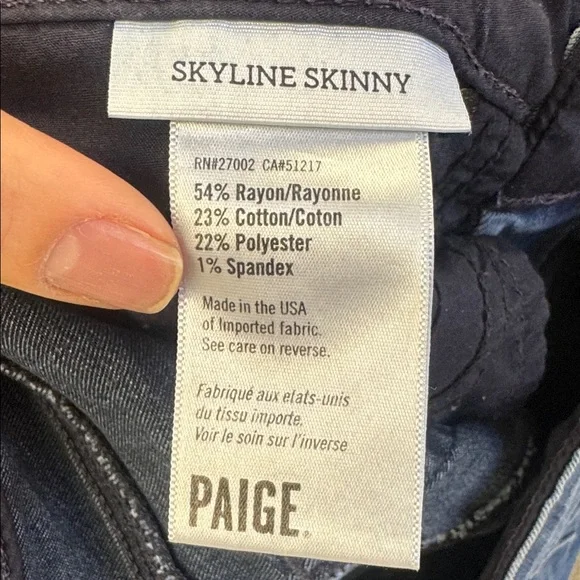 SKYLINE SKINNY
RN#27002 CA#51217
54% Rayon/Rayonne
23% Cotton/Coton
22% Polyester
1% Spandex
Made in the USA
of Imported fabric.
See care on reverse.
Fabriqué aux etats-unis
du tissu importe.
Voir le soin sur l'inverse
PAIGE